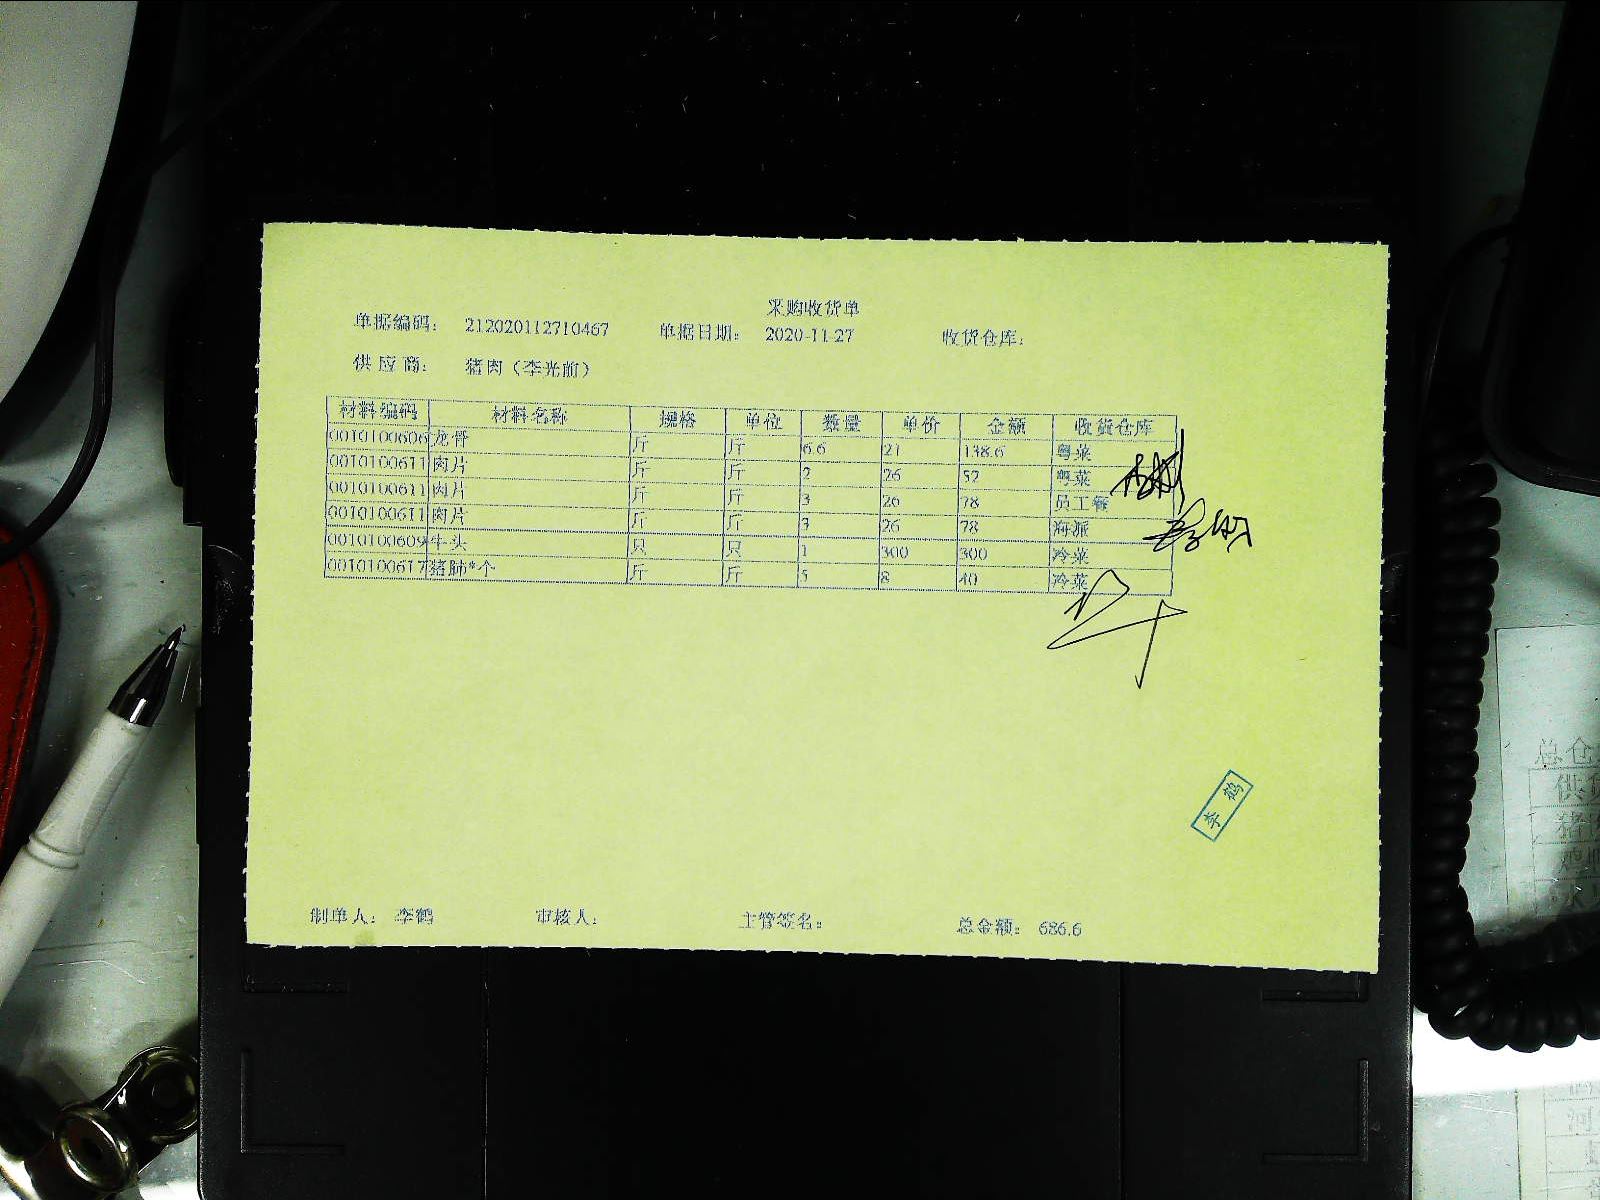 采购收货单
单据编码： 212020112710467 单据日期： 2020-11-27 收货仓库：
供 应 商： 猪肉（李光前）
材料编码 材料名称 规格 单位 数量 单价 金额 收货仓库
0010100606 龙骨 斤 斤 6.6 21 138.6 粤菜
0010100611 肉片 斤 斤 2 26 52 粤菜
0010100611 肉片 斤 斤 3 26 78 员工餐
0010100611 肉片 斤 斤 3 26 78 海派
0010100609 牛头 只 只 1 300 300 冷菜
0010100617 猪肺*个 斤 斤 5 8 40 冷菜
李鹤
制单人： 李鹤 审核人： 主管签名： 总金额： 686.6
总仓